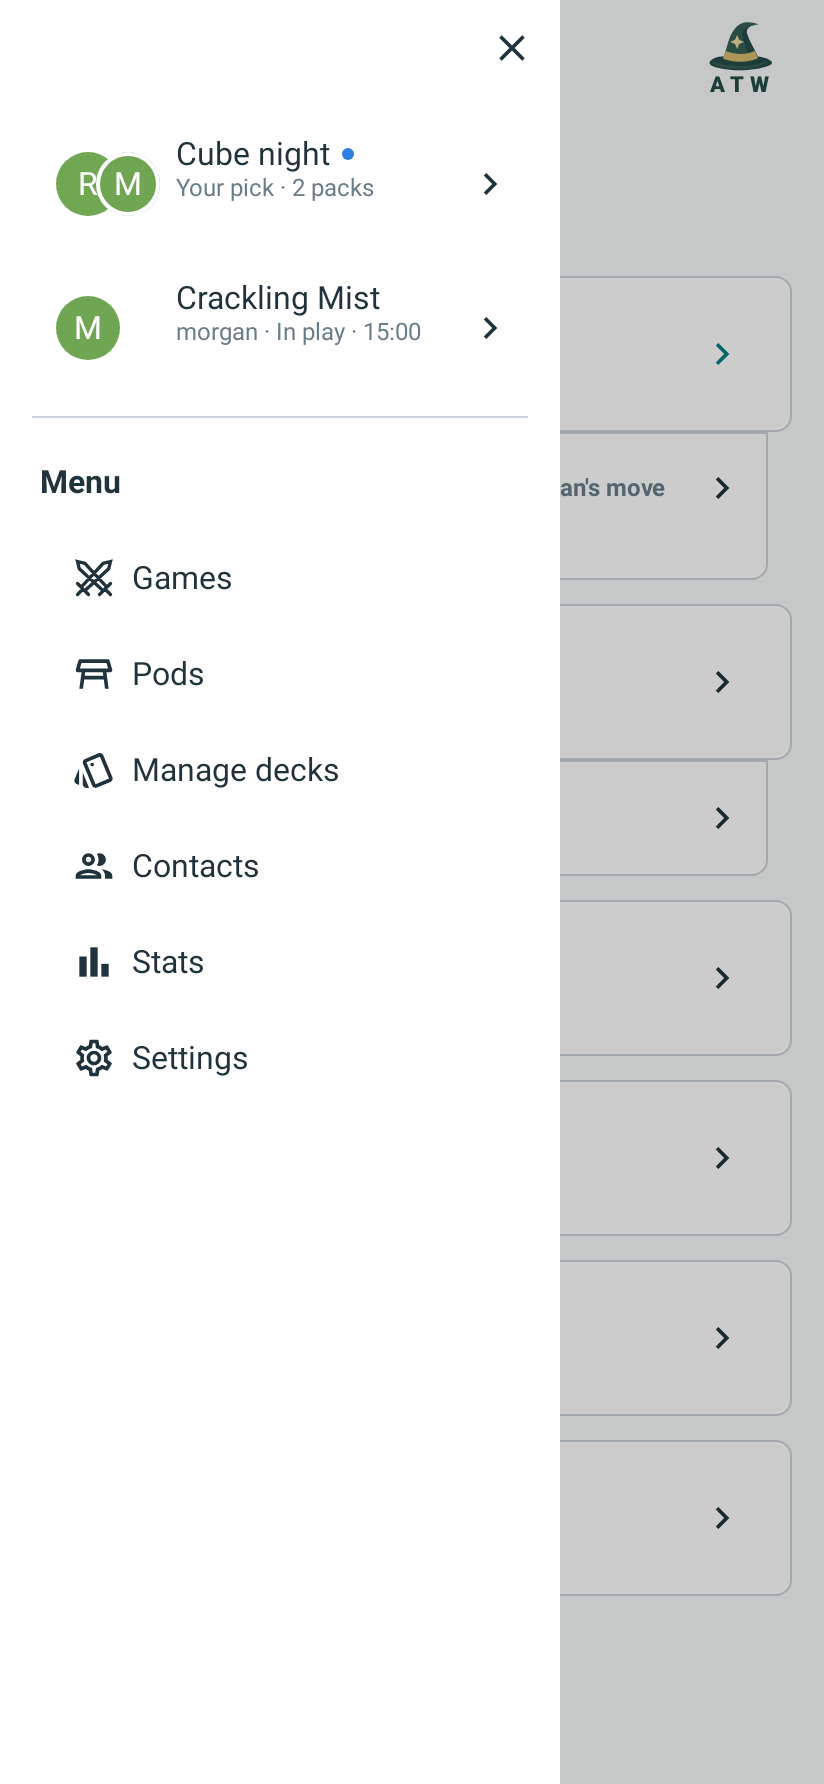 ATW
R M
Cube night
Your pick · 2 packs
M
Crackling Mist
morgan · In play · 15:00
an's move
Menu
Games
Pods
Manage decks
Contacts
Stats
Settings